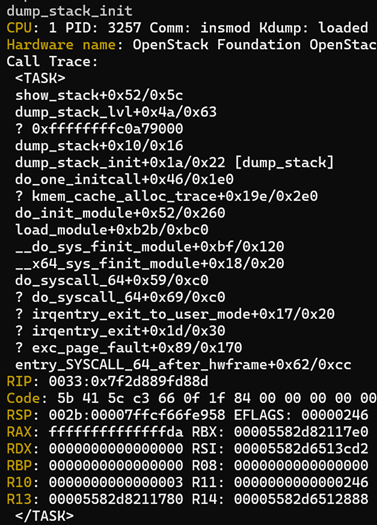 dump_stack_init
CPU: 1 PID: 3257 Comm: insmod Kdump: loaded
Hardware name: OpenStack Foundation OpenStac
Call Trace:
<TASK>
show_stack+0x52/0x5c
dump_stack_lvl+0x4a/0x63
? 0xffffffffc0a79000
dump_stack+0x10/0x16
dump_stack_init+0x1a/0x22 [dump_stack]
do_one_initcall+0x46/0x1e0
? kmem_cache_alloc_trace+0x19e/0x2e0
do_init_module+0x52/0x260
load_module+0xb2b/0xbc0
__do_sys_finit_module+0xbf/0x120
__x64_sys_finit_module+0x18/0x20
do_syscall_64+0x59/0xc0
? do_syscall_64+0x69/0xc0
? irqentry_exit_to_user_mode+0x17/0x20
? irqentry_exit+0x1d/0x30
? exc_page_fault+0x89/0x170
entry_SYSCALL_64_after_hwframe+0x62/0xcc
RIP: 0033:0x7f2d889fd88d
Code: 5b 41 5c c3 66 0f 1f 84 00 00 00 00 00
RSP: 002b:00007ffcf66fe958 EFLAGS: 00000246
RAX: ffffffffffffffda RBX: 00005582d82117e0
RDX: 0000000000000000 RSI: 00005582d6513cd2
RBP: 0000000000000000 R08: 0000000000000000
R10: 0000000000000003 R11: 0000000000000246
R13: 00005582d8211780 R14: 00005582d6512888
</TASK>